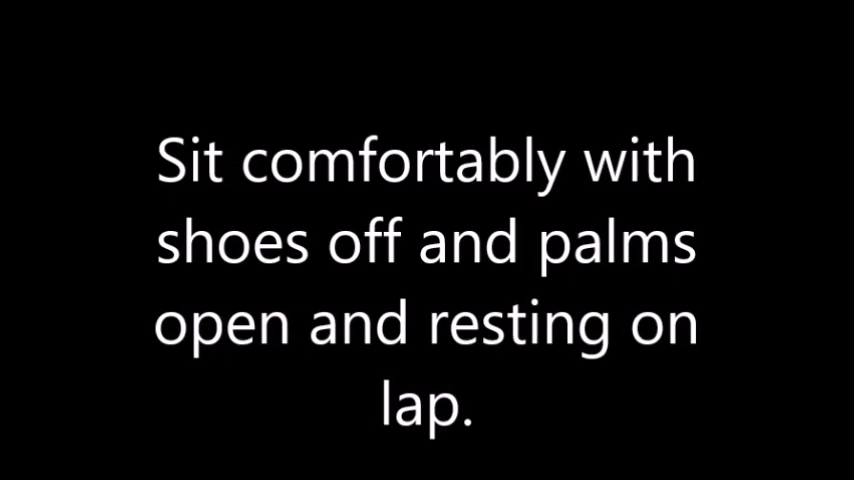 Sit comfortably with
shoes off and palms
open and resting on
lap.